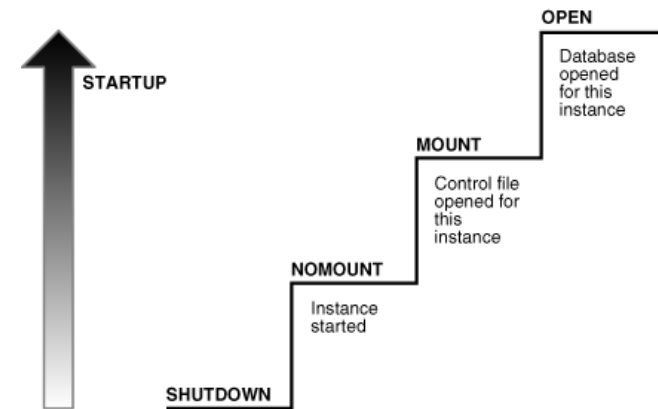 OPEN
Database
opened
for this
instance
STARTUP
MOUNT
Control file
opened for
this
instance
NOMOUNT
Instance
started
SHUTDOWN